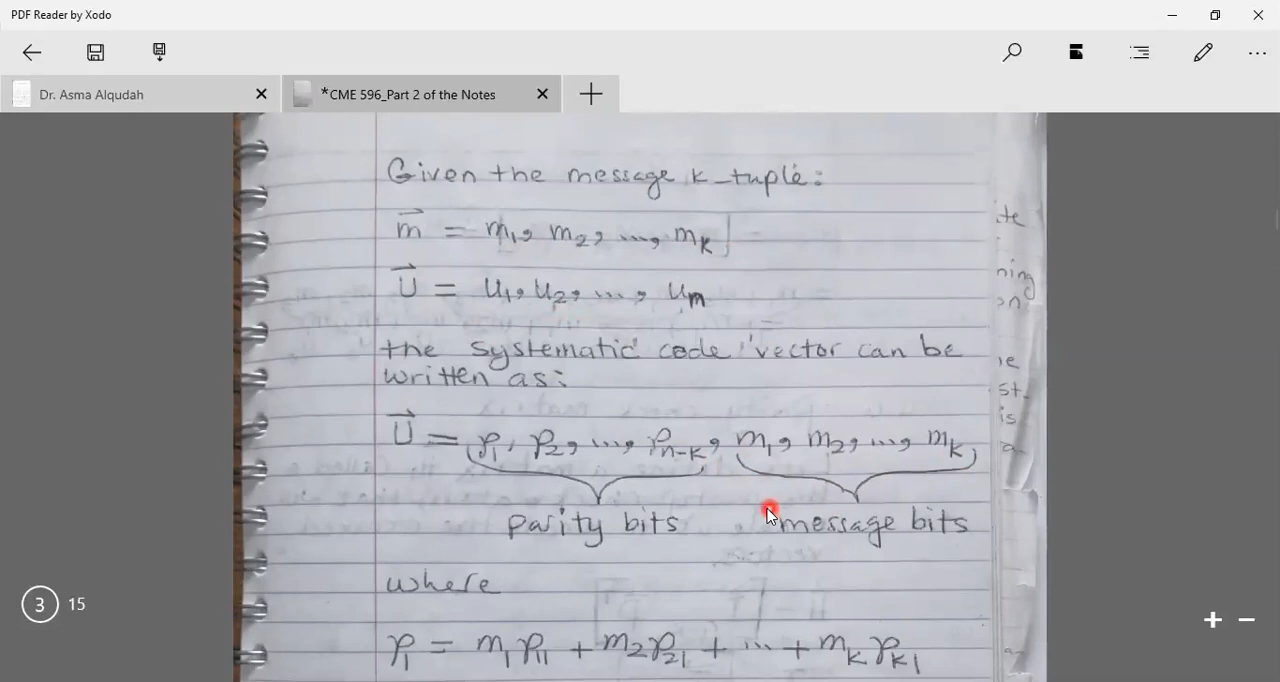 PDF Reader by Xodo
Dr. Asma Alqudah
*CME 596_Part 2 of the Notes
Given the message k_tuple:
m⃗ = m₁, m₂, ..., mₖ
U⃗ = u₁, u₂, ..., uₘ
the systematic code vector can be
written as:
U⃗ = p₁, p₂, ..., pₙ₋ₖ, m₁, m₂, ..., mₖ
parity bits message bits
where
p₁ = m₁p₁₁ + m₂p₂₁ + ... + mₖpₖ₁
3 15